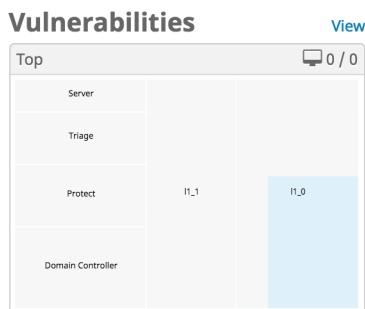 Vulnerabilities View
Top 0 / 0
Server
Triage
Protect l1_1 l1_0
Domain Controller